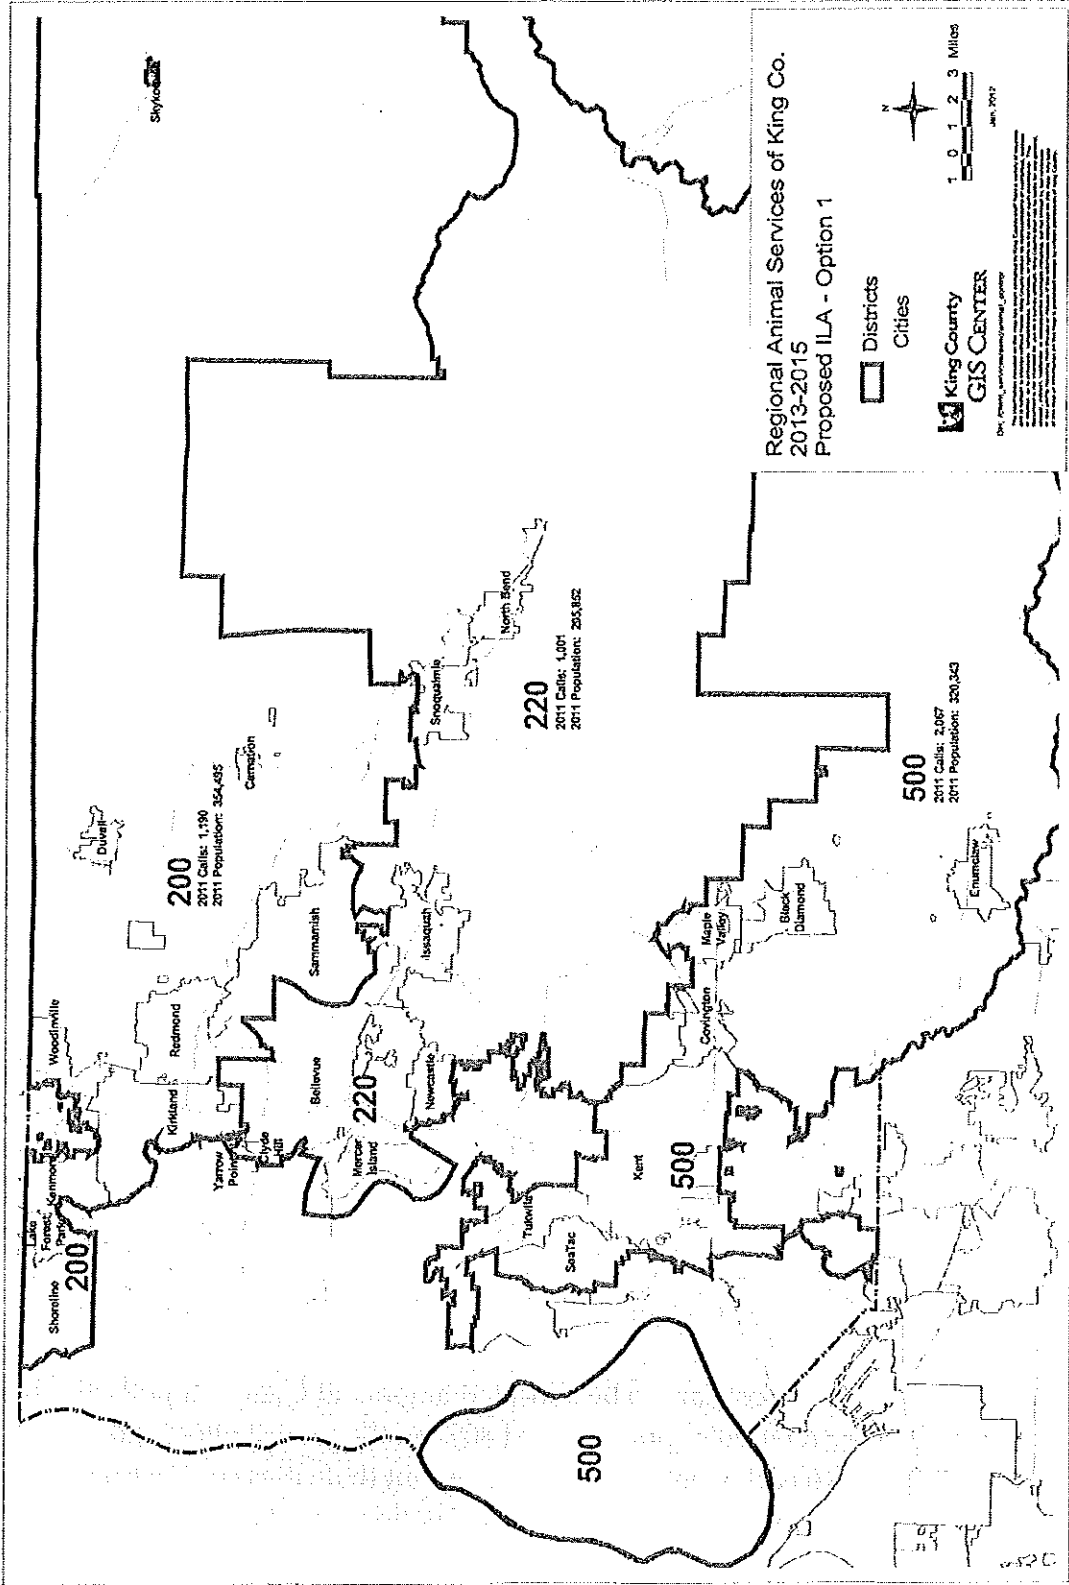 Skykomish
Duvall
Carnation
200
2011 Calls: 1,190
2011 Population: 354,495
Woodinville
Redmond
Sammamish
Kirkland
Kenmore
Lake
Forest
Park
Shoreline
200
Yarrow
Point
Clyde
Hill
Bellevue
220
Mercer
Island
Newcastle
Issaquah
Snoqualmie
North Bend
220
2011 Calls: 1,001
2011 Population: 295,852
Tukwila
SeaTac
Kent
500
Covington
Maple
Valley
Black
Diamond
Enumclaw
500
2011 Calls: 2,067
2011 Population: 320,343
500
Regional Animal Services of King Co.
2013-2015
Proposed ILA - Option 1
Districts
Cities
N
1 0 1 2 3 Miles
King County
GIS CENTER
Jan, 2012